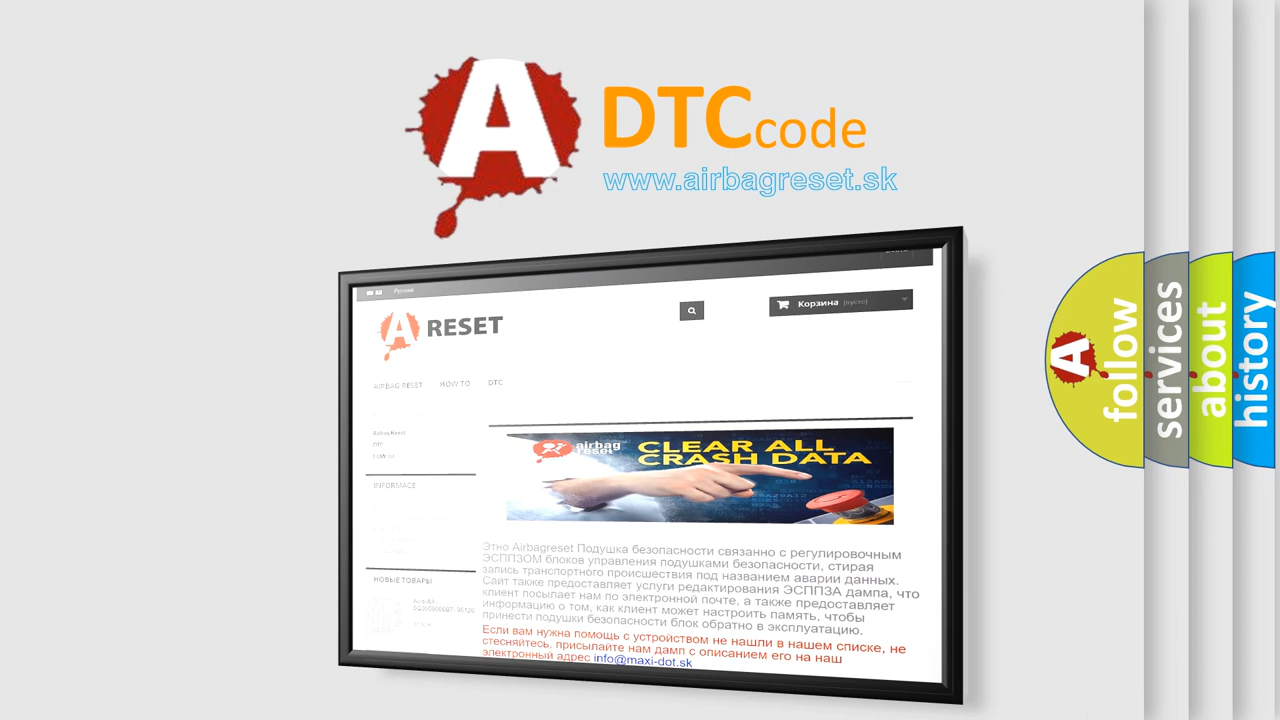 A DTC code
www.airbagreset.sk
Русский
A RESET
Корзина (пусто)
AIRBAG RESET HOW TO DTC
Airbag Reset
DTC
INFORMACE
НОВЫЕ ТОВАРЫ
airbag
reset
CLEAR ALL
CRASH DATA
Этно Airbagreset Подушка безопасности связанно с регулировочным
ЭСППЗОМ блоков управления подушками безопасности, стирая
запись транспортного происшествия под названием аварии данных.
Сайт также предоставляет услуги редактирования ЭСППЗА дампа, что
клиент посылает нам по электронной почте, а также предоставляет
информацию о том, как клиент может настроить память, чтобы
принести подушки безопасности блок обратно в эксплуатацию.
Если вам нужна помощь с устройством не нашли в нашем списке, не
стесняйтесь, присылайте нам дамп с описанием его на наш
электронный адрес info@maxi-dot.sk
A follow
services
about
history